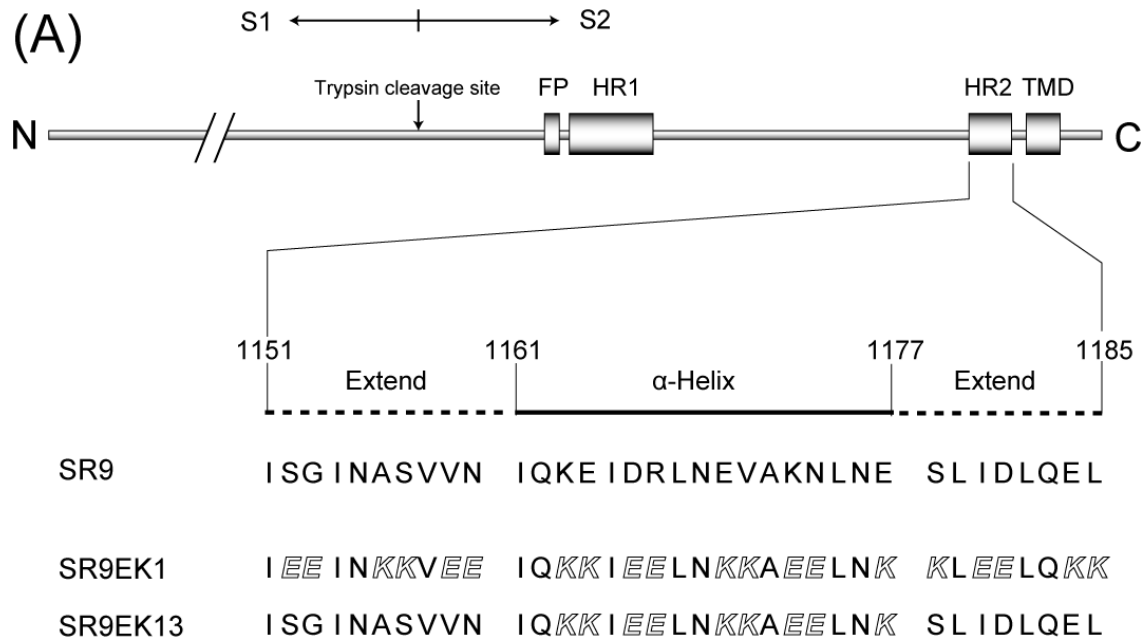 (A)
S1 S2
Trypsin cleavage site
FP HR1 HR2 TMD
N C
1151 1161 1177 1185
Extend α-Helix Extend
SR9 ISGINASVVN IQKEIDRLNEVAKNLNE SLIDLQEL
SR9EK1 IEEINKKVEE IQKKIEELNKKAEELNK KLEELQKK
SR9EK13 ISGINASVVN IQKKIEELNKKAEELNK SLIDLQEL